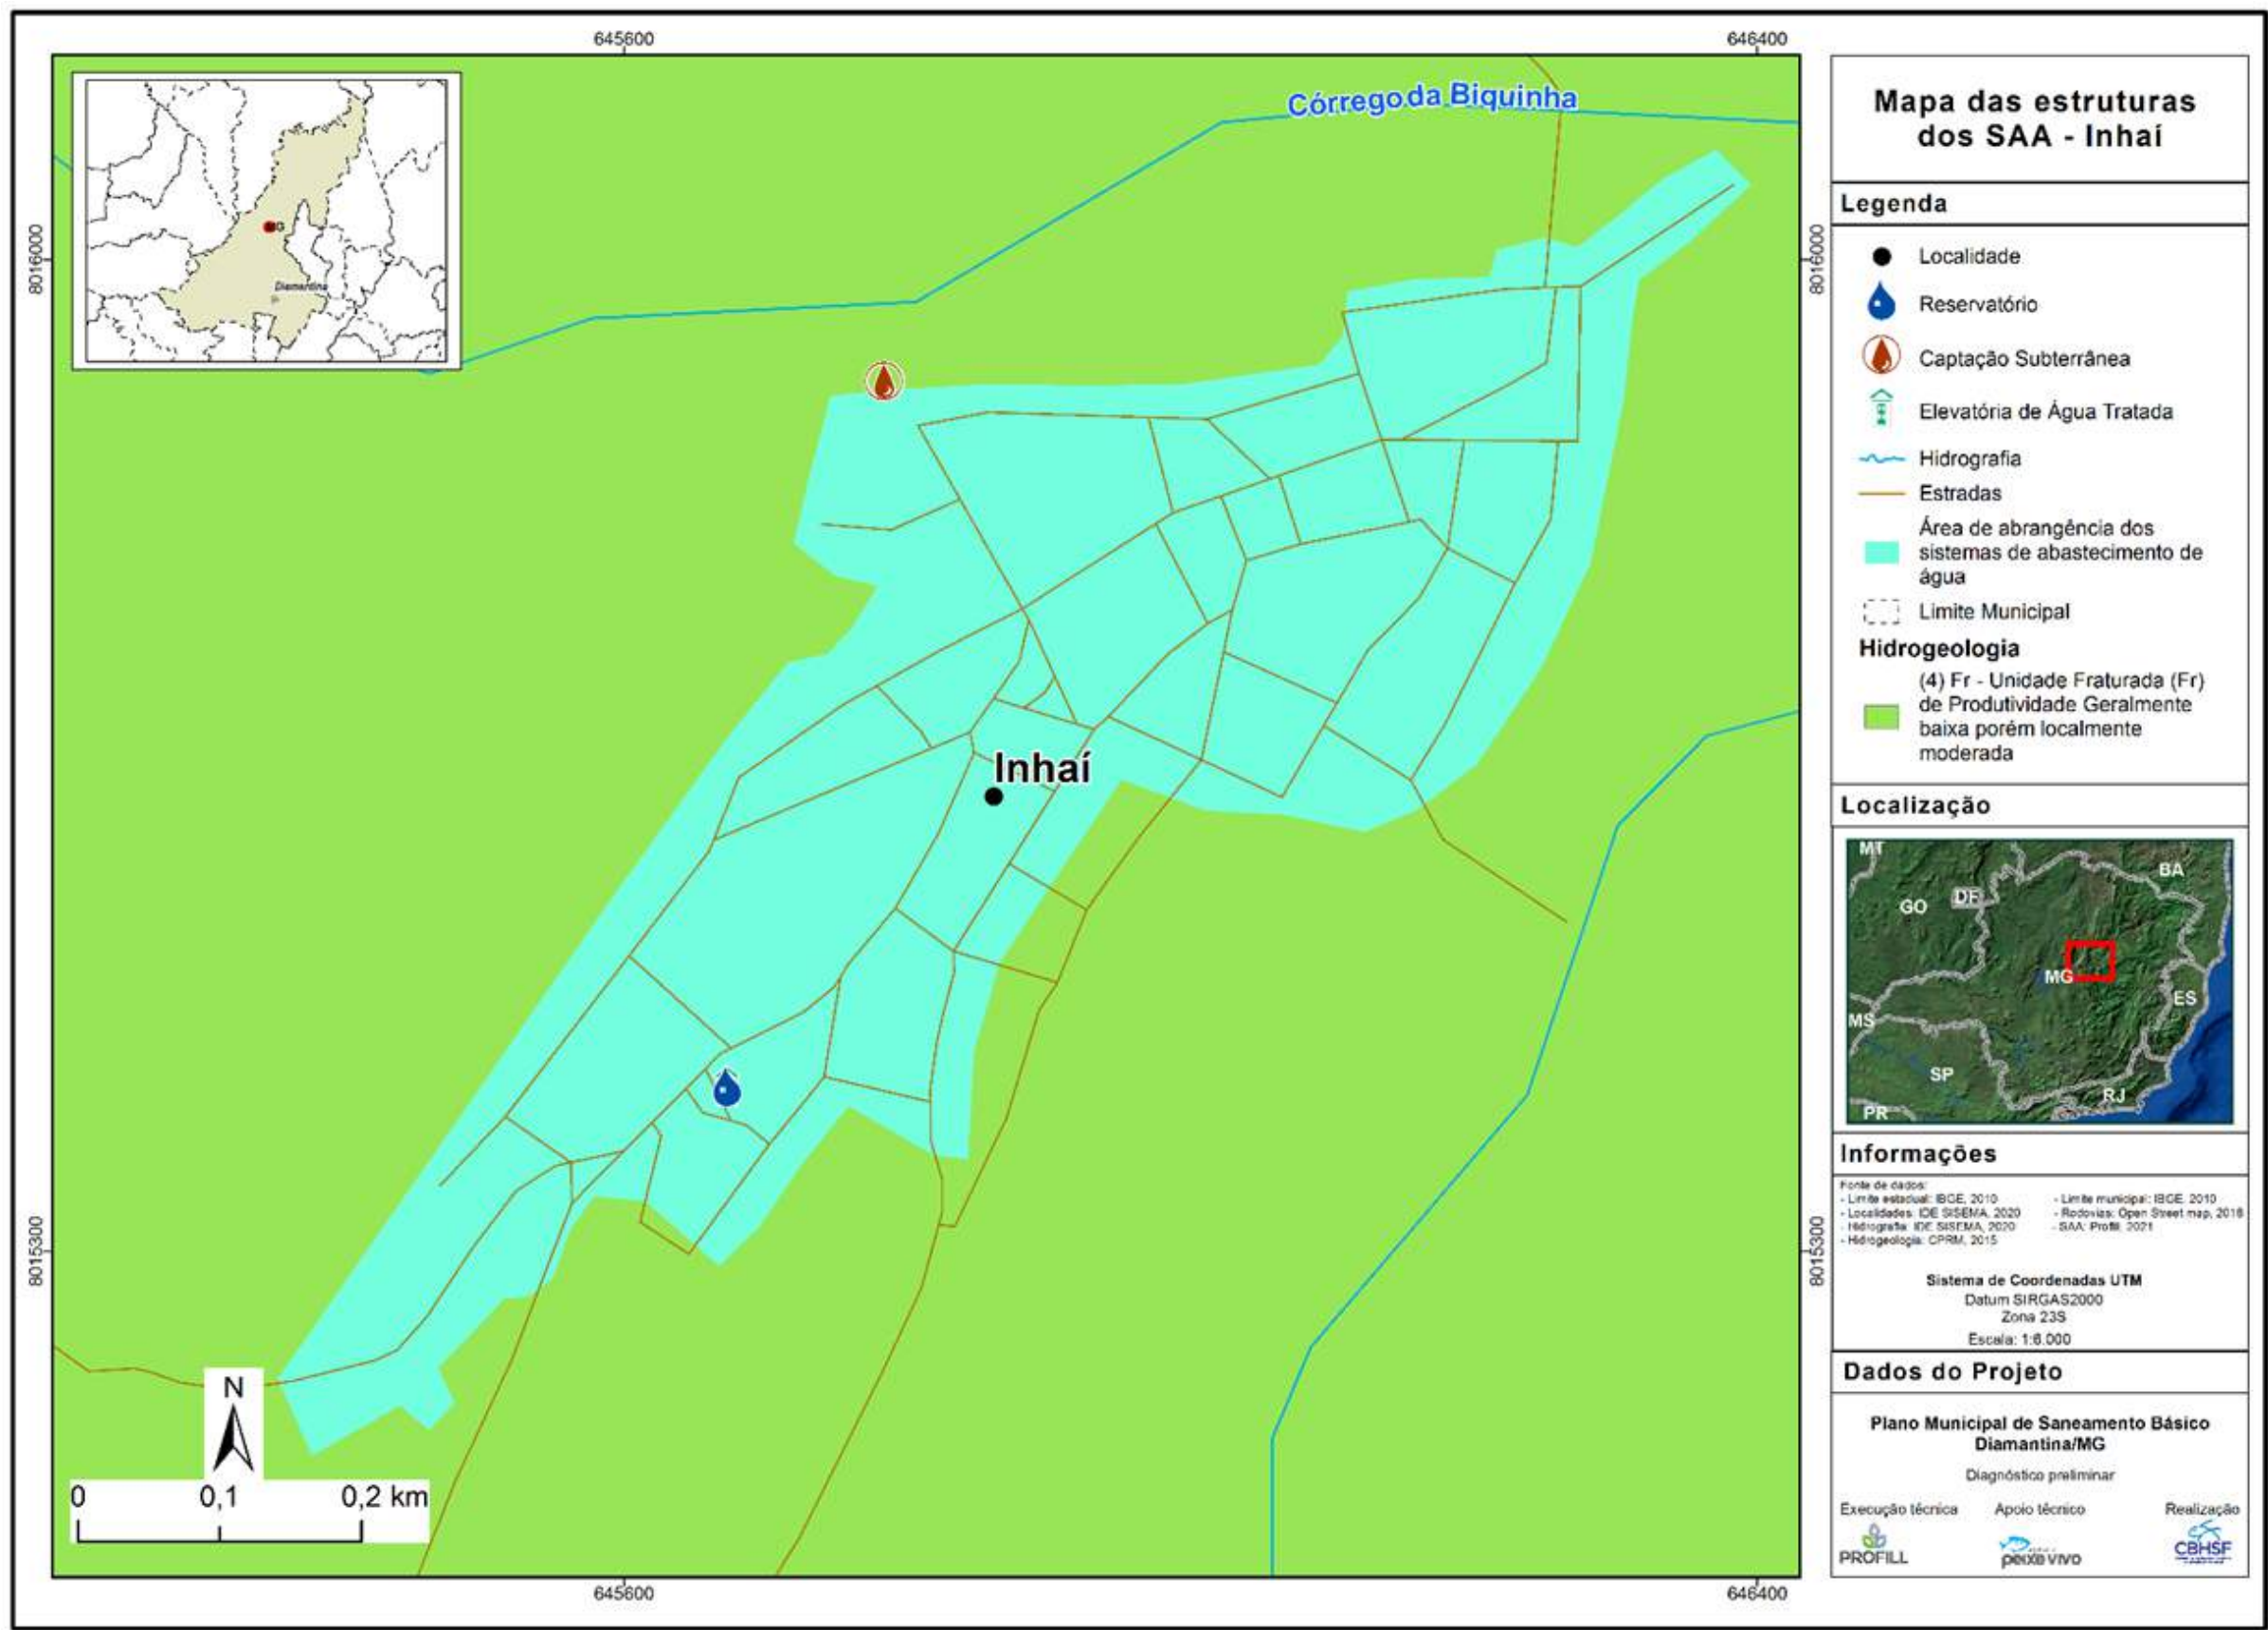 645600
646400
8016000
8016000
Córrego da Biquinha
MG
Diamantina
Inhaí
8015300
8015300
N
0
0,1
0,2 km
645600
646400
Mapa das estruturas
dos SAA - Inhaí
Legenda
Localidade
Reservatório
Captação Subterrânea
Elevatória de Água Tratada
Hidrografia
Estradas
Área de abrangência dos
sistemas de abastecimento de
água
Limite Municipal
Hidrogeologia
(4) Fr - Unidade Fraturada (Fr)
de Produtividade Geralmente
baixa porém localmente
moderada
Localização
MT
BA
DF
GO
MG
ES
MS
SP
RJ
PR
Informações
Fonte de dados:
- Limite estadual: IBGE, 2010
- Limite municipal: IBGE, 2010
- Localidades: IDE SISEMA, 2020
- Rodovias: Open Street map, 2016
- Hidrografia: IDE SISEMA, 2020
- SAA: Profill, 2021
- Hidrogeologia: CPRM, 2015
Sistema de Coordenadas UTM
Datum SIRGAS2000
Zona 23S
Escala: 1:6.000
Dados do Projeto
Plano Municipal de Saneamento Básico
Diamantina/MG
Diagnóstico preliminar
Execução técnica
Apoio técnico
Realização
PROFILL
peixe vivo
CBHSF